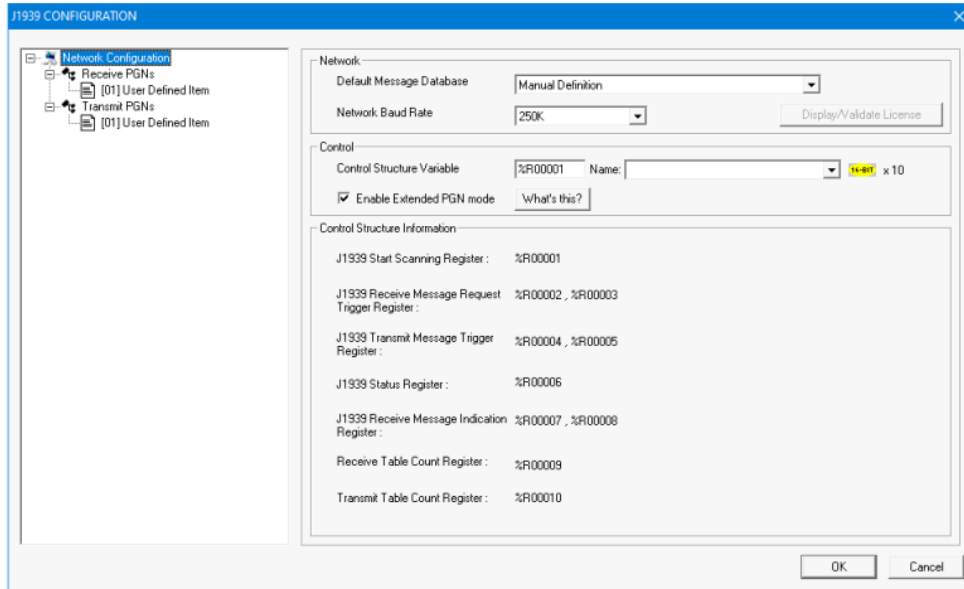 J1939 CONFIGURATION
Network Configuration
Receive PGNs
[01] User Defined Item
Transmit PGNs
[01] User Defined Item
Network
Default Message Database
Manual Definition
Network Baud Rate
250K
Display/Validate License
Control
Control Structure Variable
%R00001
Name:
16-BIT
x 10
Enable Extended PGN mode
What's this?
Control Structure Information
J1939 Start Scanning Register :
%R00001
J1939 Receive Message Request
Trigger Register :
%R00002 , %R00003
J1939 Transmit Message Trigger
Register :
%R00004 , %R00005
J1939 Status Register :
%R00006
J1939 Receive Message Indication
Register :
%R00007 , %R00008
Receive Table Count Register :
%R00009
Transmit Table Count Register :
%R00010
OK
Cancel